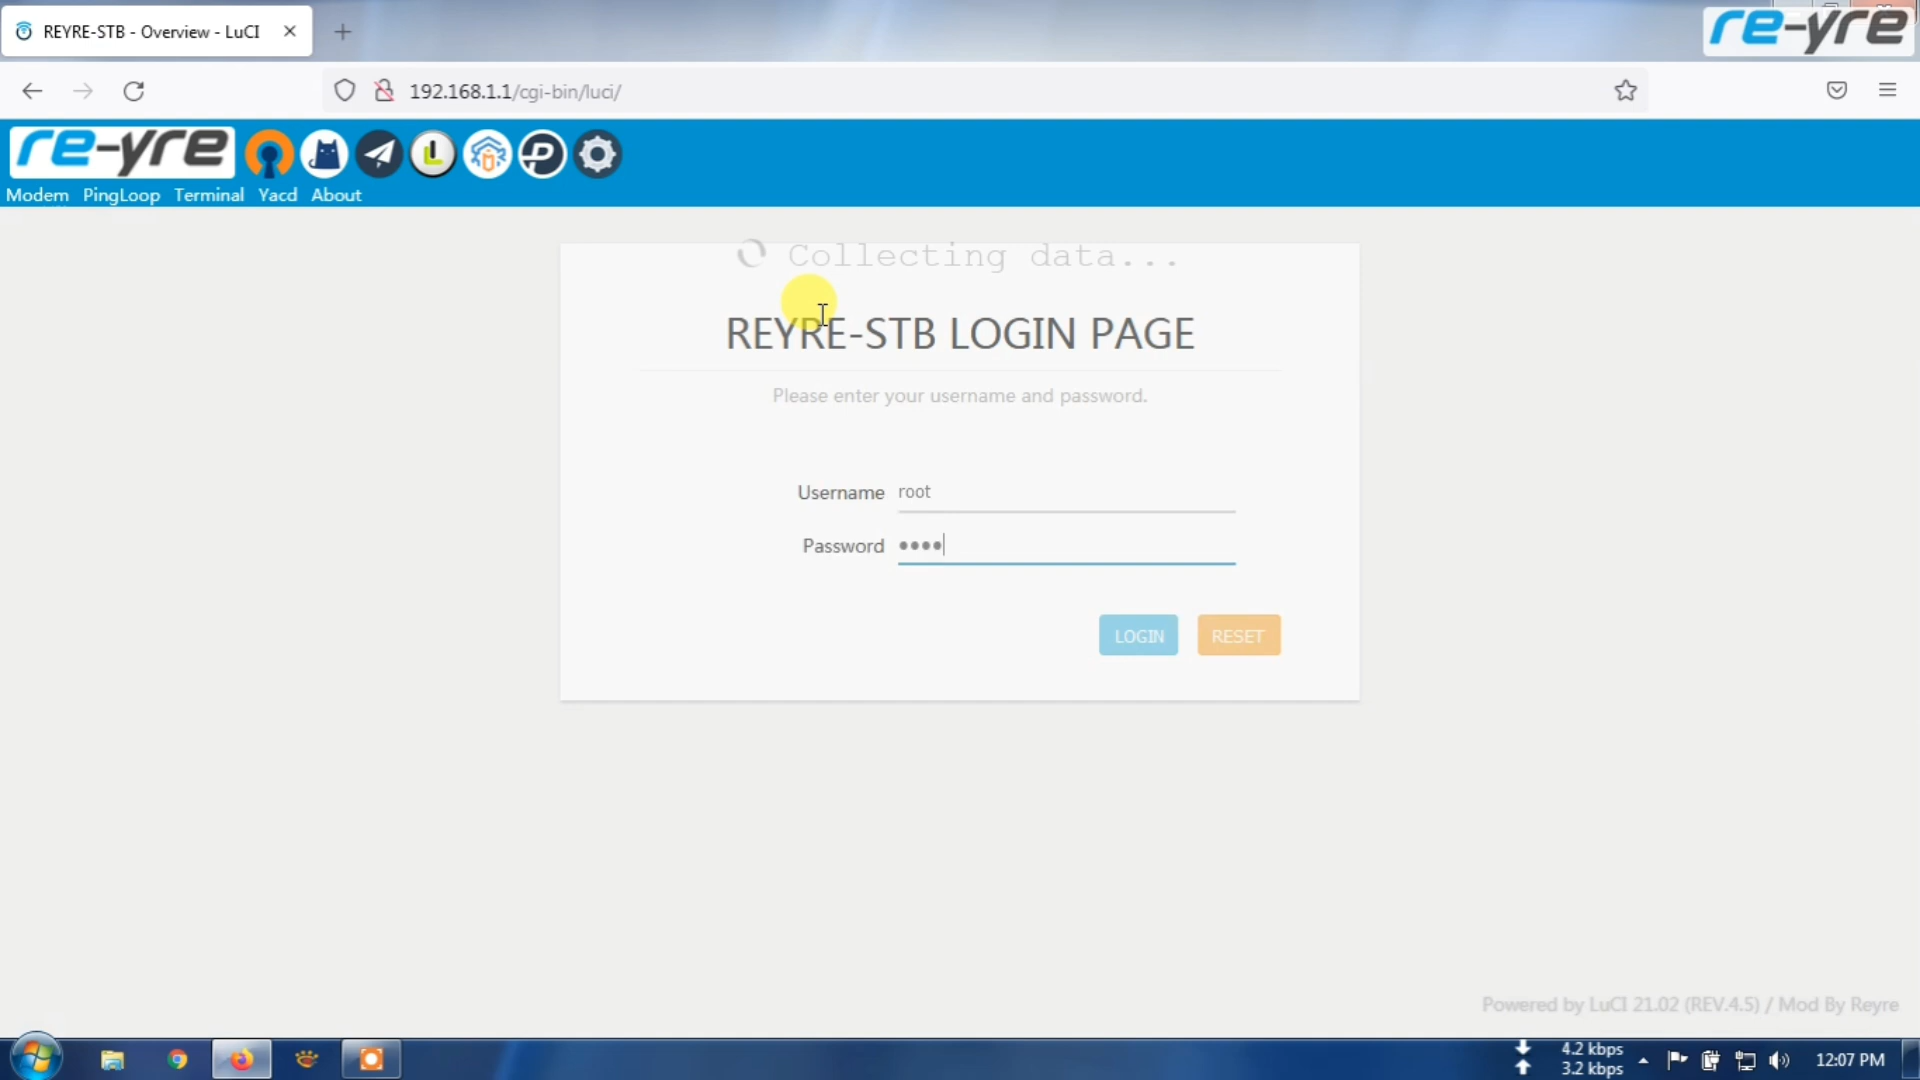 REYRE-STB - Overview - LuCI
re-yre
192.168.1.1/cgi-bin/luci/
re-yre
Modem PingLoop Terminal Yacd About
Collecting data...
REYRE-STB LOGIN PAGE
Please enter your username and password.
Username root
Password ••••
LOGIN RESET
Powered by LuCI 21.02 (REV.4.5) / Mod By Reyre
4.2 kbps
3.2 kbps
12:07 PM